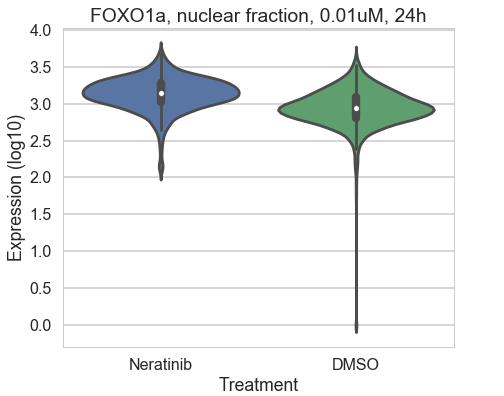 FOXO1a, nuclear fraction, 0.01uM, 24h
4.0
3.5
3.0
2.5
2.0
1.5
1.0
0.5
0.0
Expression (log10)
Neratinib
DMSO
Treatment